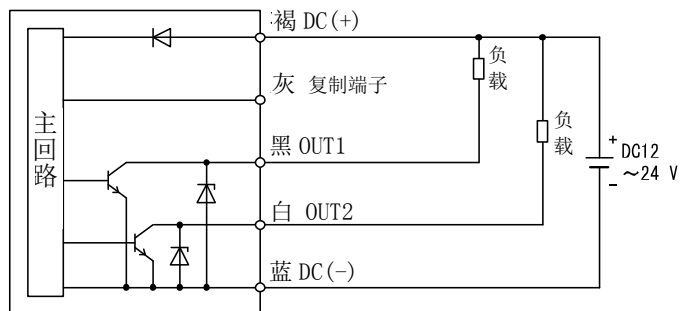 褐 DC(+)
负载
灰 复制端子
主回路
负载
黑 OUT1
+ DC12
～24 V
-
白 OUT2
蓝 DC(-)